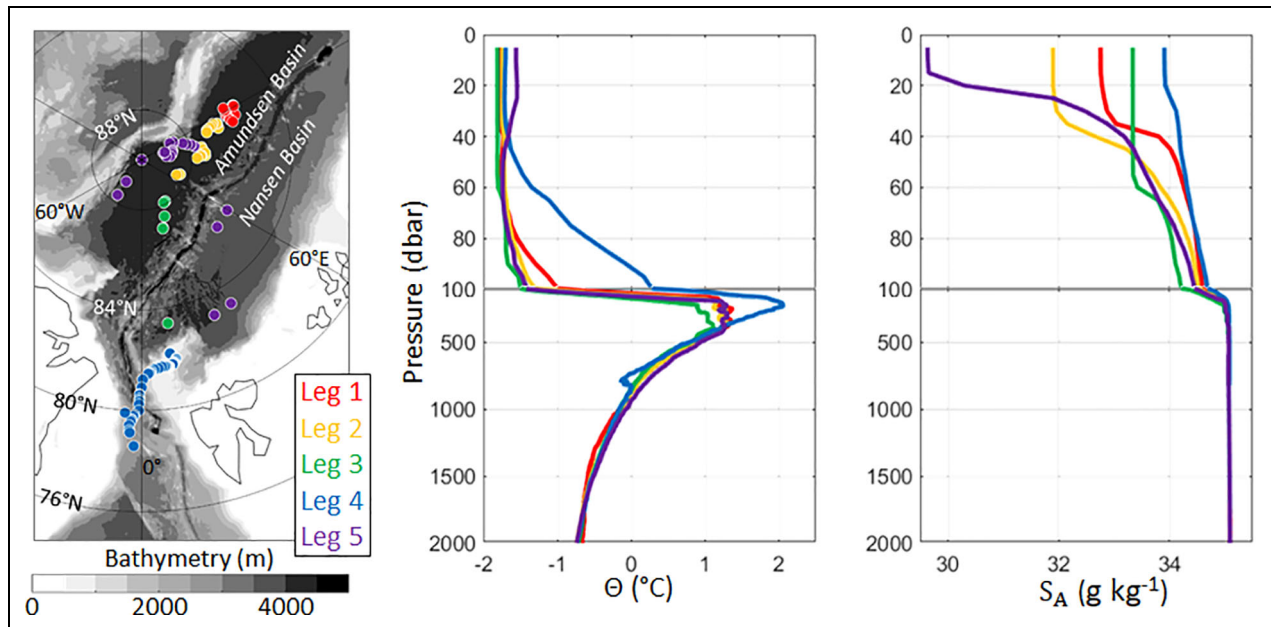 88°N
Amundsen Basin
Nansen Basin
60°W
60°E
84°N
80°N
0°
76°N
Leg 1
Leg 2
Leg 3
Leg 4
Leg 5
Bathymetry (m)
0 2000 4000
Pressure (dbar)
0
20
40
60
80
100
100
500
1000
1500
2000
-2 -1 0 1 2
Θ (°C)
0
20
40
60
80
100
100
500
1000
1500
2000
30 32 34
S_A (g kg⁻¹)